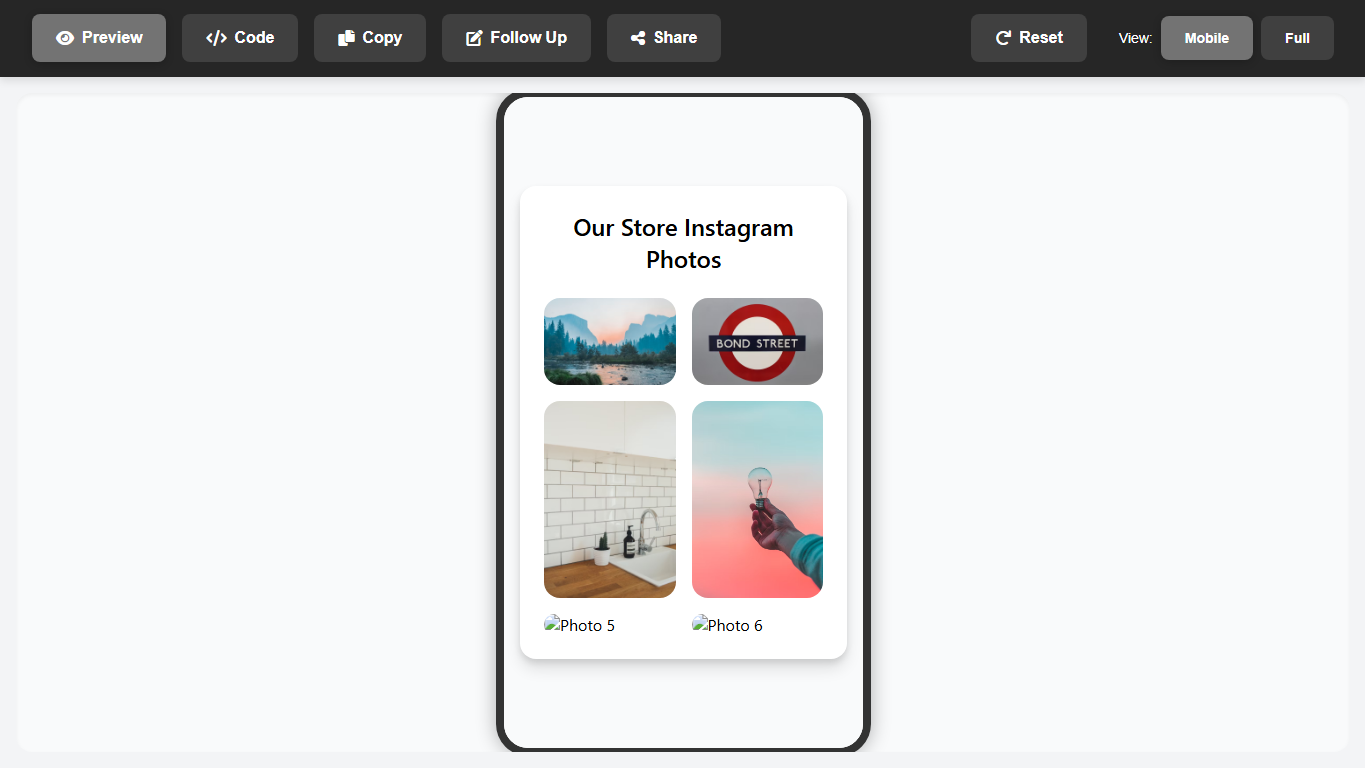 Preview
Code
Copy
Follow Up
Share
Reset
View:
Mobile
Full
Our Store Instagram
Photos
BOND STREET
Photo 5
Photo 6